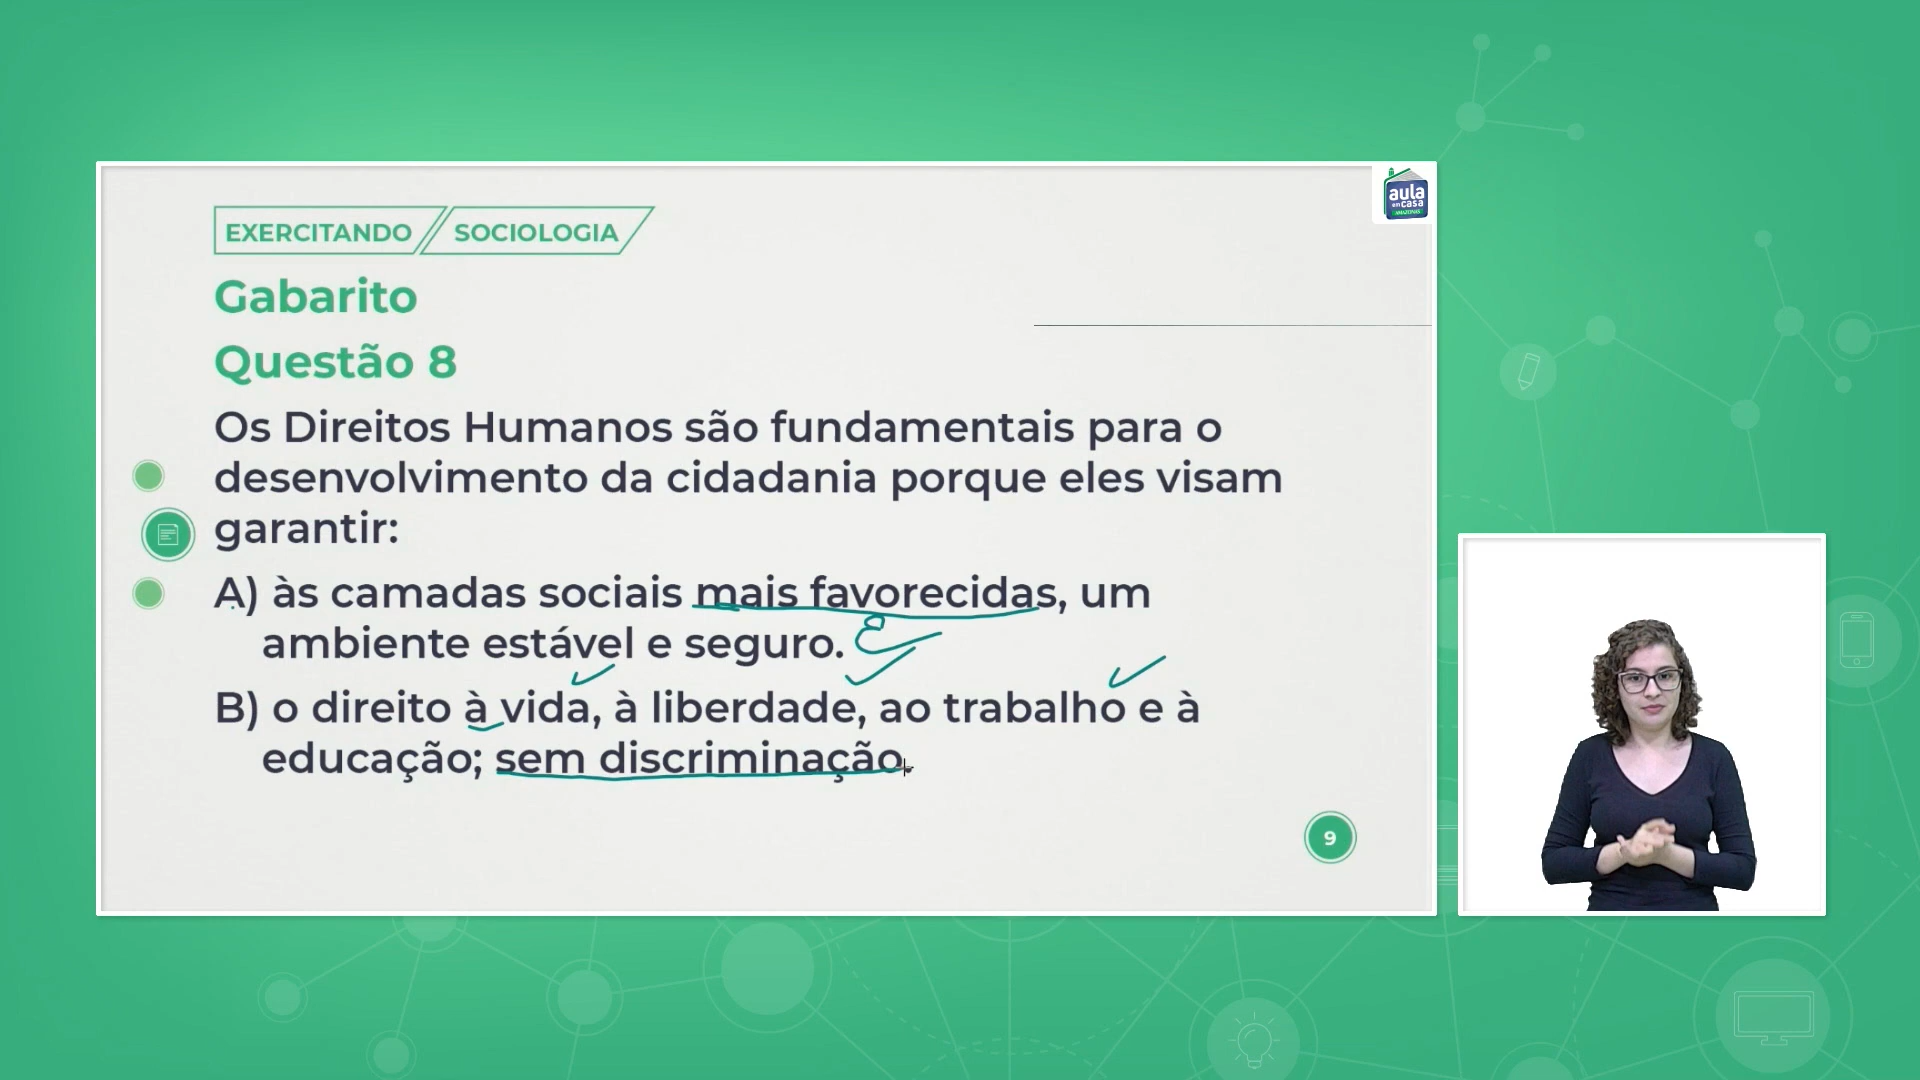 aula
em casa
AMAZONAS
EXERCITANDO SOCIOLOGIA
Gabarito
Questão 8
Os Direitos Humanos são fundamentais para o
desenvolvimento da cidadania porque eles visam
garantir:
A) às camadas sociais mais favorecidas, um
ambiente estável e seguro.
B) o direito à vida, à liberdade, ao trabalho e à
educação; sem discriminação.
9